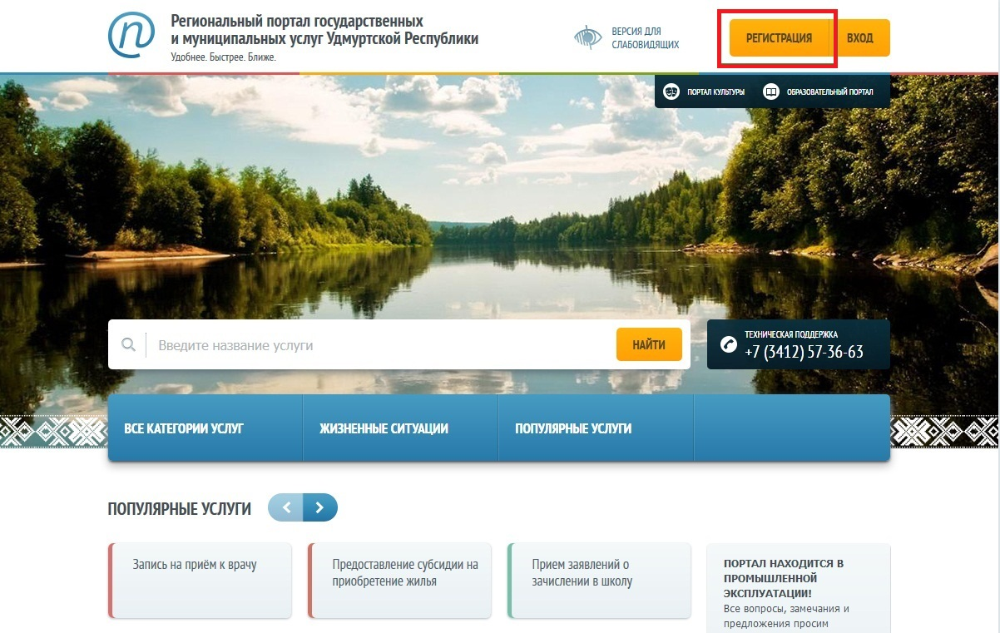 Региональный портал государственных
и муниципальных услуг Удмуртской Республики
Удобнее. Быстрее. Ближе.
ВЕРСИЯ ДЛЯ
СЛАБОВИДЯЩИХ
РЕГИСТРАЦИЯ
ВХОД
ПОРТАЛ КУЛЬТУРЫ
ОБРАЗОВАТЕЛЬНЫЙ ПОРТАЛ
Введите название услуги
НАЙТИ
ТЕХНИЧЕСКАЯ ПОДДЕРЖКА
+7 (3412) 57-36-63
ВСЕ КАТЕГОРИИ УСЛУГ
ЖИЗНЕННЫЕ СИТУАЦИИ
ПОПУЛЯРНЫЕ УСЛУГИ
ПОПУЛЯРНЫЕ УСЛУГИ
Запись на приём к врачу
Предоставление субсидии на
приобретение жилья
Прием заявлений о
зачислении в школу
ПОРТАЛ НАХОДИТСЯ В
ПРОМЫШЛЕННОЙ
ЭКСПЛУАТАЦИИ!
Все вопросы, замечания и
предложения просим